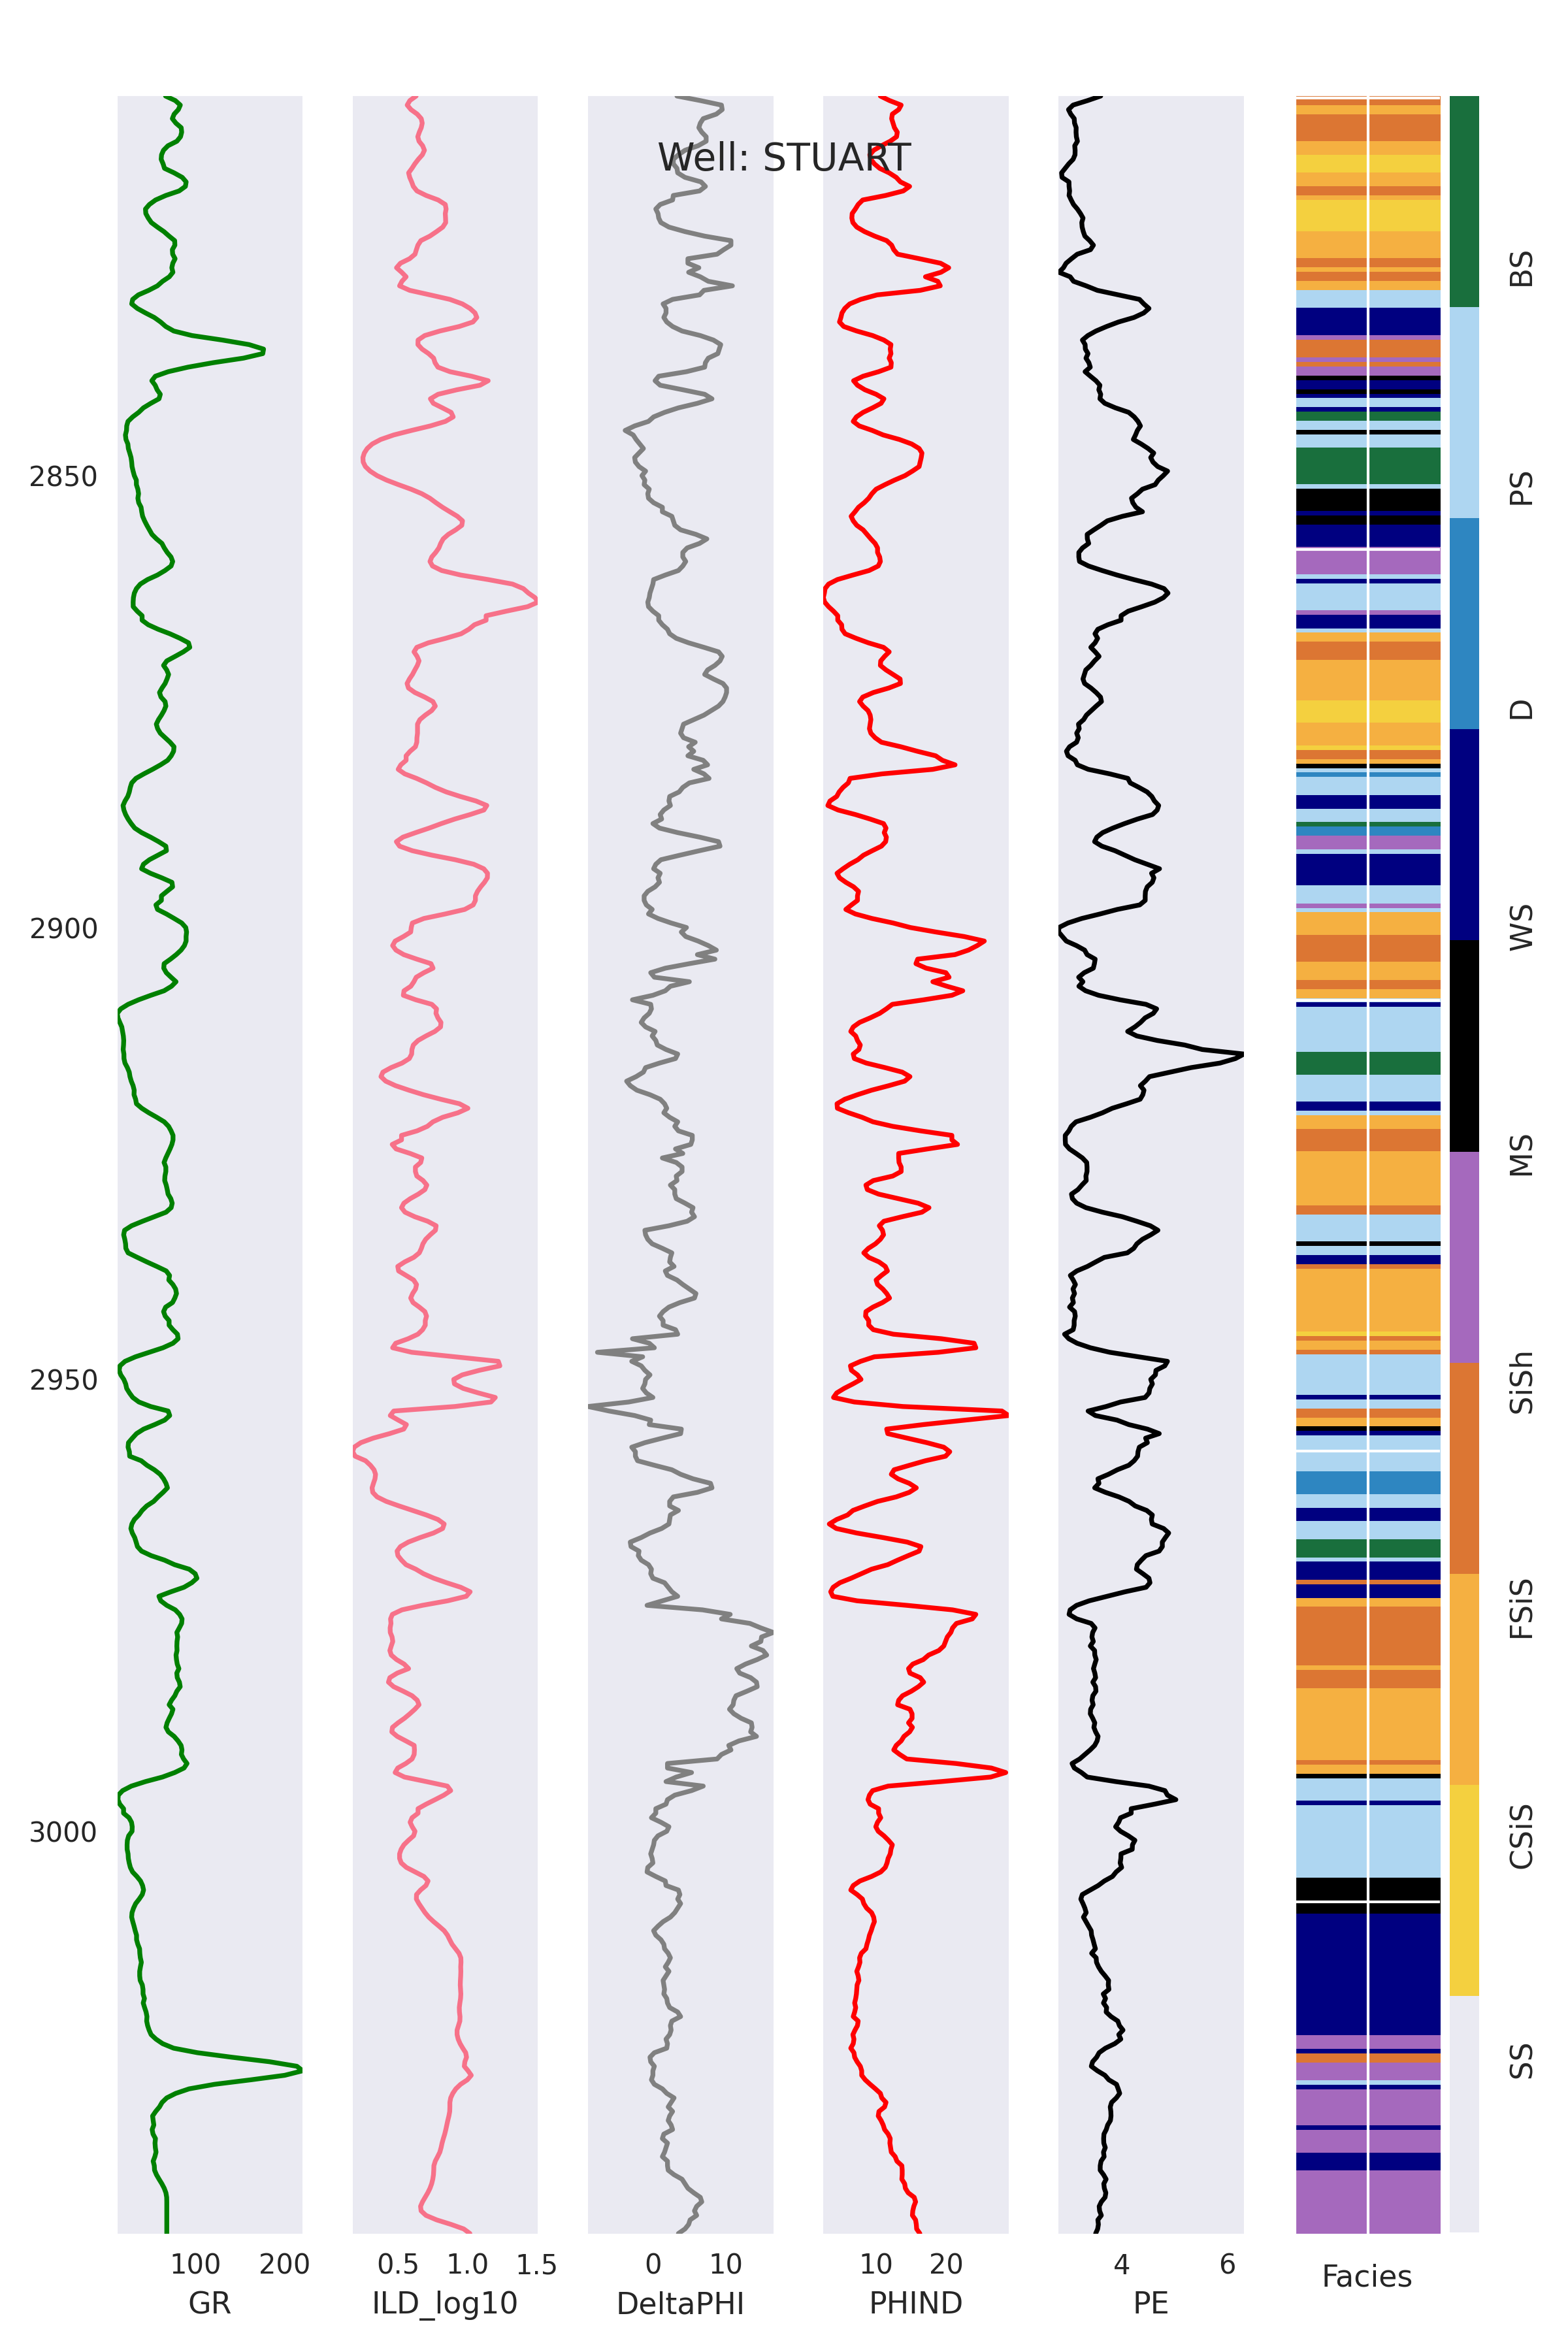 Well: STUART
2850
2900
2950
3000
100 200
GR
0.5 1.0 1.5
ILD_log10
0 10
DeltaPHI
10 20
PHIND
4 6
PE
Facies
BS
PS
D
WS
MS
SiSh
FSiS
CSiS
SS